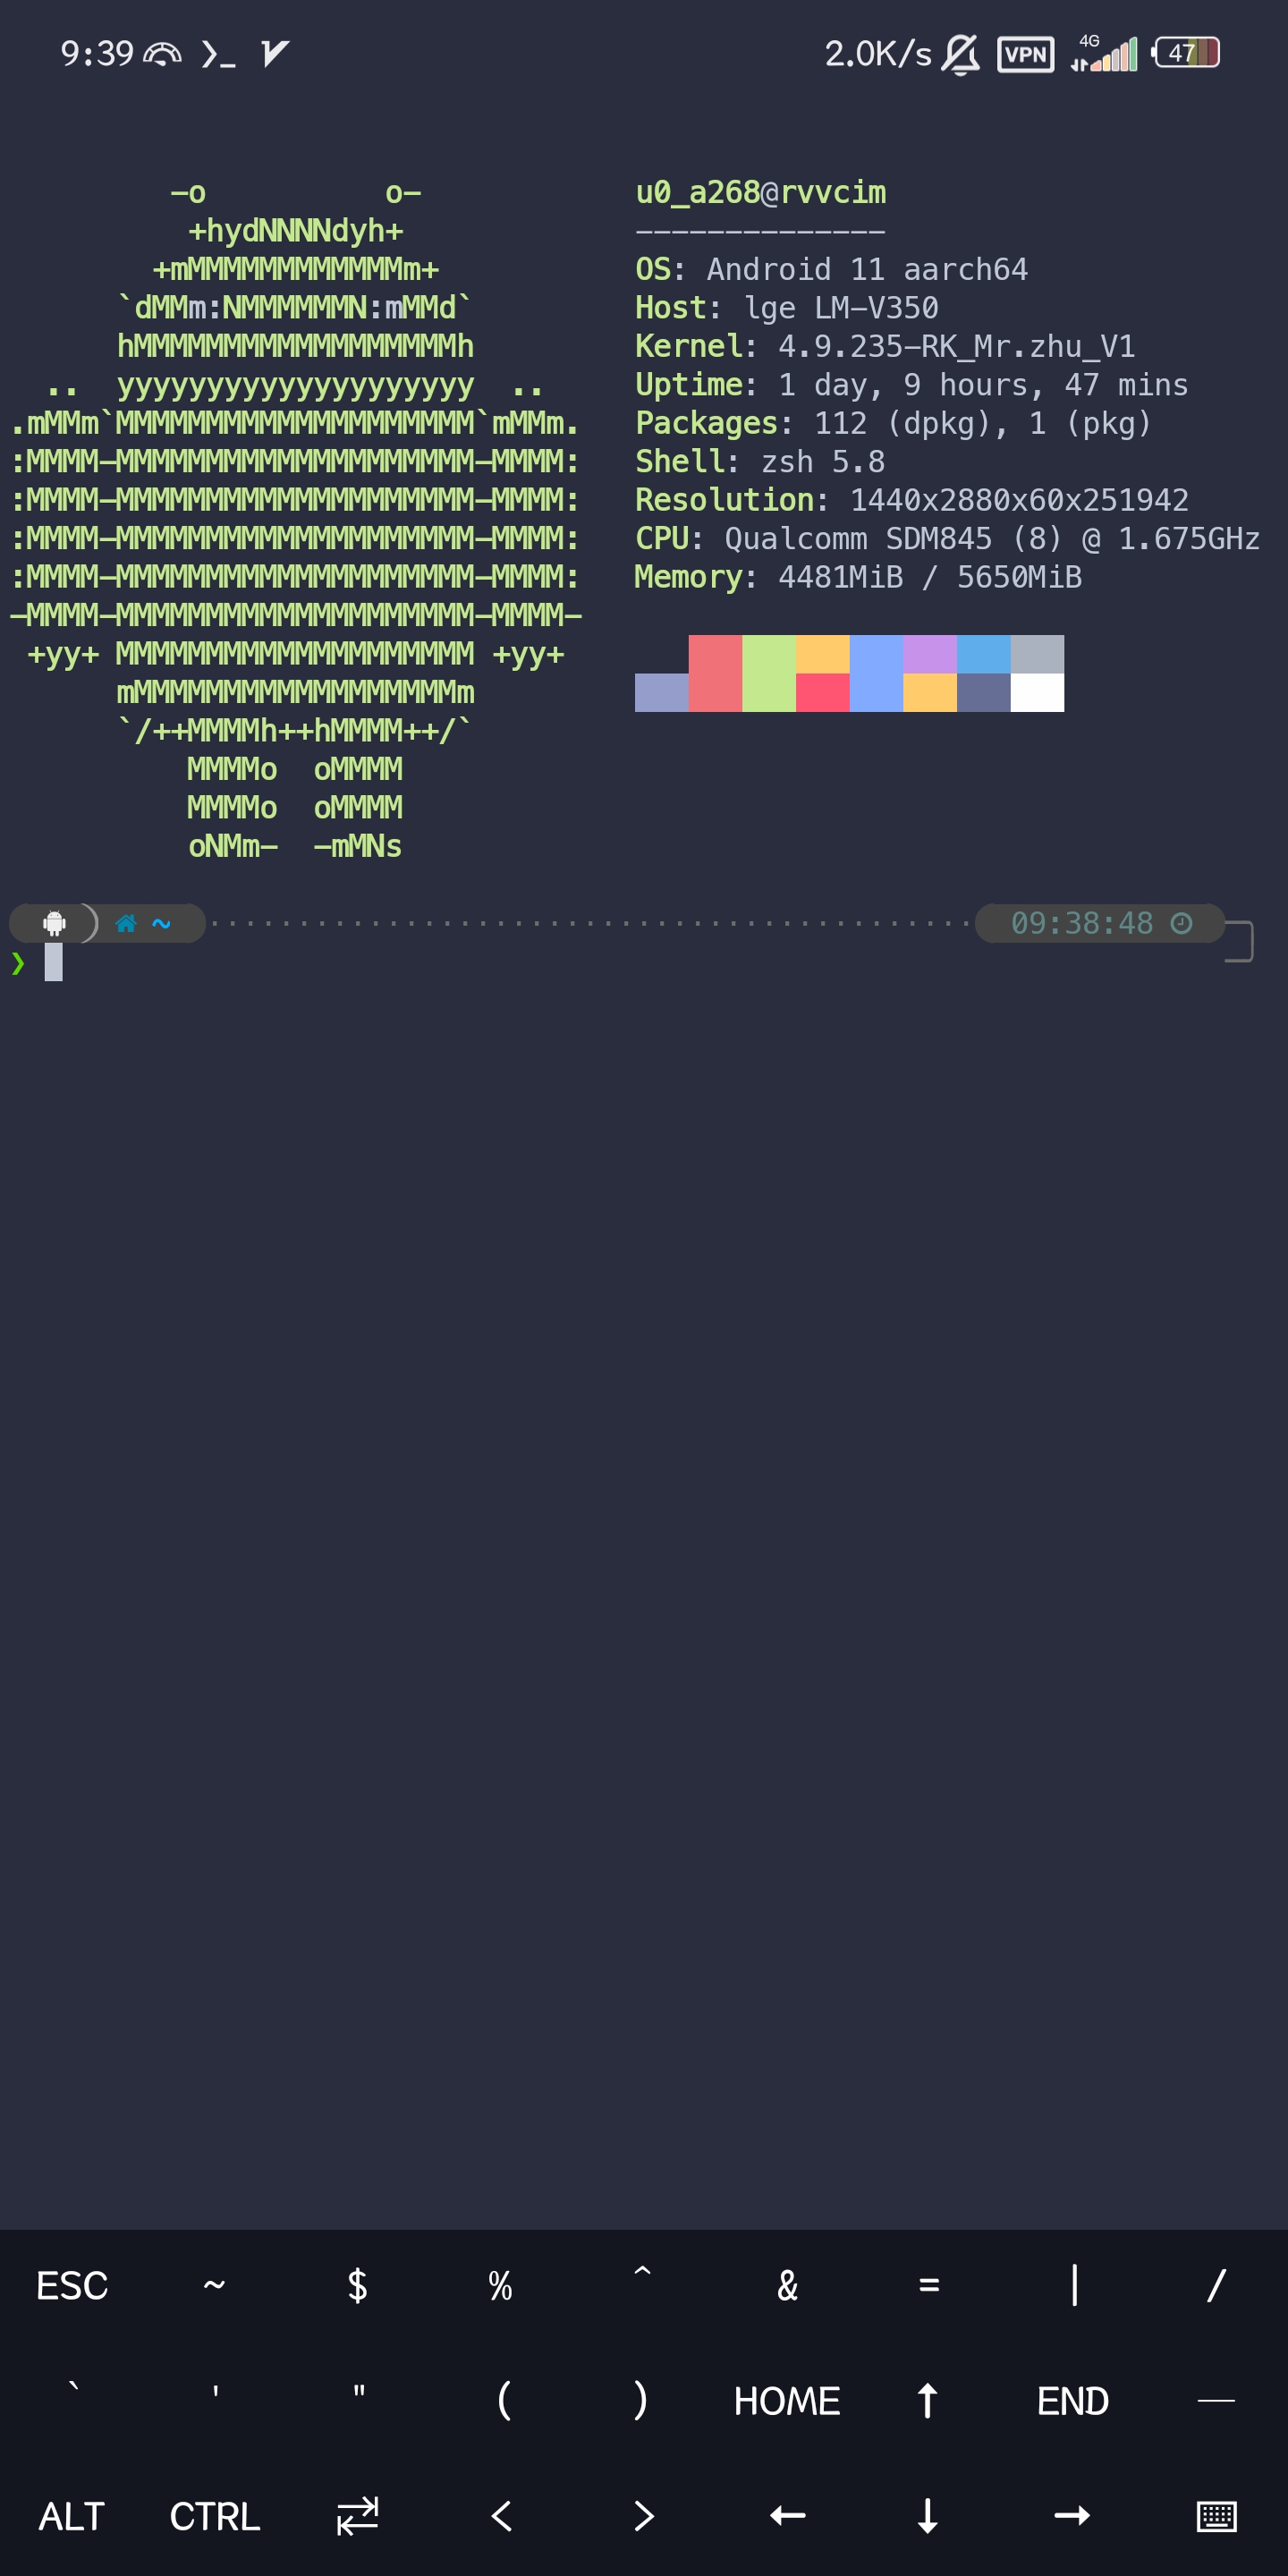 9:39 2.0K/s VPN 4G 47
-o          o-
+hydNNNNdyh+
+mMMMMMMMMMMMMm+
`dMMm:NMMMMMMN:mMMd`
hMMMMMMMMMMMMMMMMMMh
..  yyyyyyyyyyyyyyyyyyyy  ..
.mMMm`MMMMMMMMMMMMMMMMMMMM`mMMm.
:MMMM-MMMMMMMMMMMMMMMMMMMM-MMMM:
:MMMM-MMMMMMMMMMMMMMMMMMMM-MMMM:
:MMMM-MMMMMMMMMMMMMMMMMMMM-MMMM:
:MMMM-MMMMMMMMMMMMMMMMMMMM-MMMM:
-MMMM-MMMMMMMMMMMMMMMMMMMM-MMMM-
+yy+ MMMMMMMMMMMMMMMMMMMM +yy+
mMMMMMMMMMMMMMMMMMMm
`/++MMMMh++hMMMM++/`
MMMMo  oMMMM
MMMMo  oMMMM
oNMm-  -mMNs
u0_a268@rvvcim
--------------
OS: Android 11 aarch64
Host: lge LM-V350
Kernel: 4.9.235-RK_Mr.zhu_V1
Uptime: 1 day, 9 hours, 47 mins
Packages: 112 (dpkg), 1 (pkg)
Shell: zsh 5.8
Resolution: 1440x2880x60x251942
CPU: Qualcomm SDM845 (8) @ 1.675GHz
Memory: 4481MiB / 5650MiB
~ 09:38:48
❯
ESC ~ $ % ^ & = | /
` ' " ( ) HOME ↑ END —
ALT CTRL < > ← ↓ →